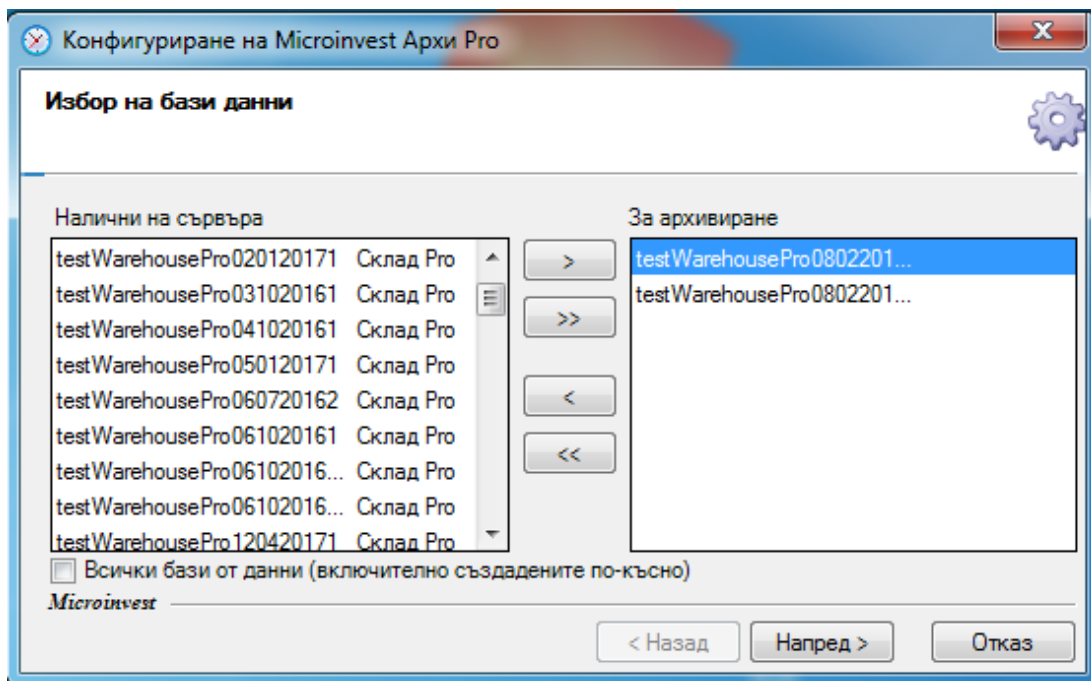 Конфигуриране на Microinvest Архи Pro
x
Избор на бази данни
Налични на сървъра
testWarehousePro020120171 Склад Pro
testWarehousePro031020161 Склад Pro
testWarehousePro041020161 Склад Pro
testWarehousePro050120171 Склад Pro
testWarehousePro060720162 Склад Pro
testWarehousePro061020161 Склад Pro
testWarehousePro06102016... Склад Pro
testWarehousePro06102016... Склад Pro
testWarehousePro120420171 Склад Pro
>
>>
<
<<
За архивиране
testWarehousePro0802201...
testWarehousePro0802201...
Всички бази от данни (включително създадените по-късно)
Microinvest
< Назад Напред > Отказ